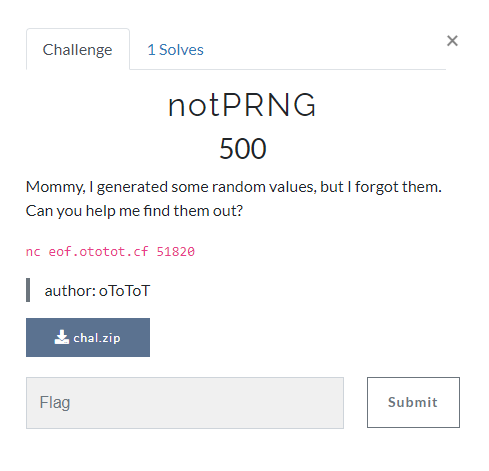 Challenge
1 Solves
×
notPRNG
500
Mommy, I generated some random values, but I forgot them.
Can you help me find them out?
nc eof.ototot.cf 51820
author: oToToT
chal.zip
Flag
Submit